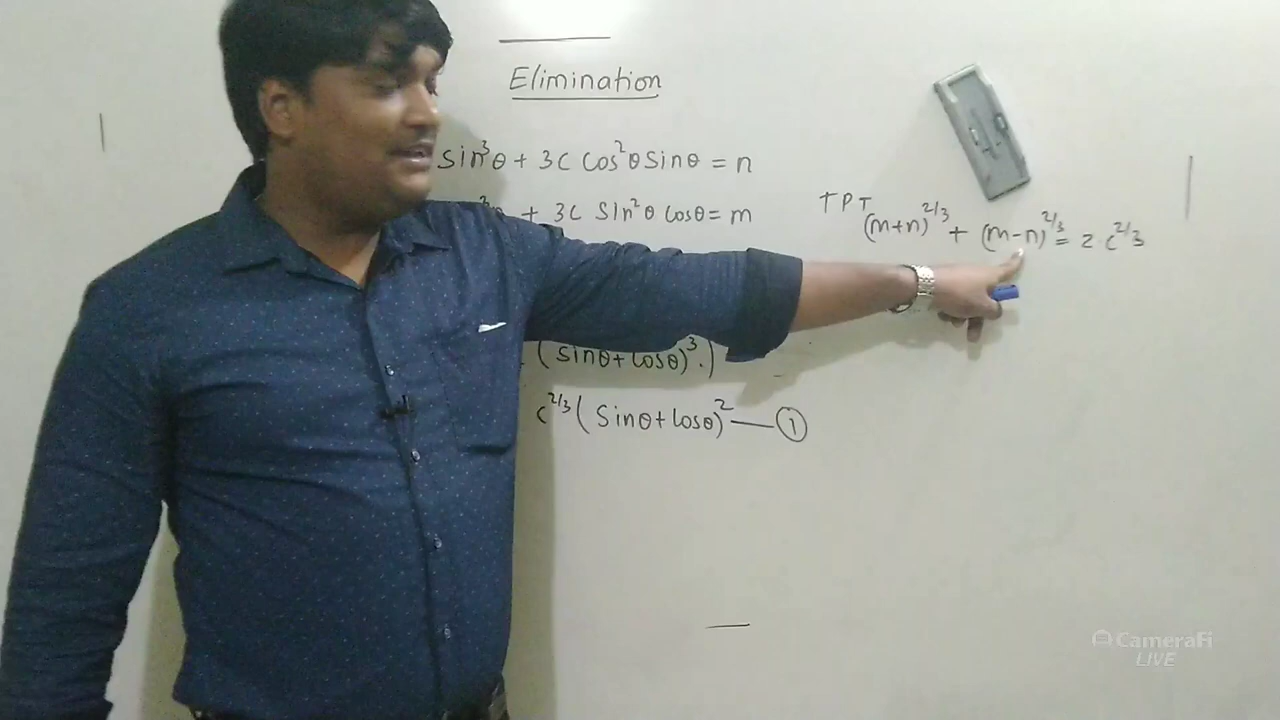 Elimination
sin³θ + 3c cos²θ sinθ = n
+ 3c sin²θ cosθ = m
TPT
(m+n)^2/3 + (m-n)^2/3 = 2 c^2/3
(sinθ + cosθ)³.)
c^2/3 (sinθ + cosθ)² — ①
CameraFi
LIVE